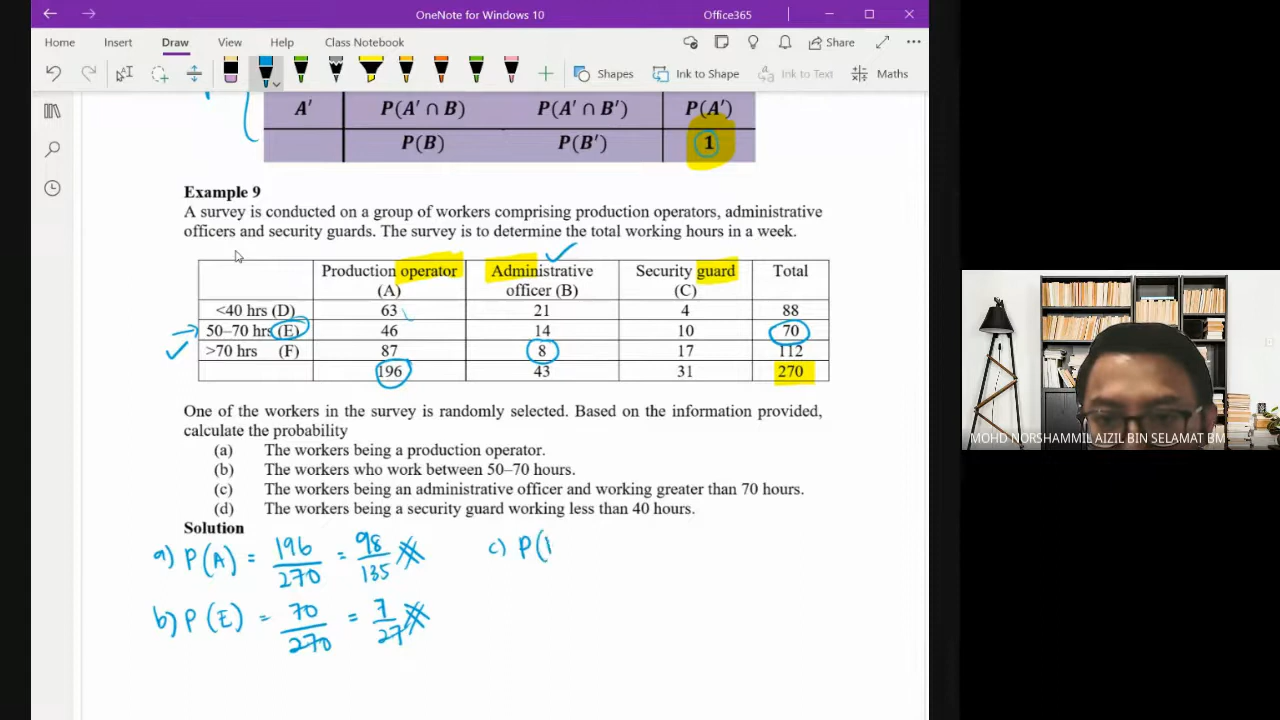 OneNote for Windows 10
Office365
Home Insert Draw View Help Class Notebook
Share
Shapes Ink to Shape Ink to Text Maths
A′ P(A′ ∩ B) P(A′ ∩ B′) P(A′)
P(B) P(B′) 1
Example 9
A survey is conducted on a group of workers comprising production operators, administrative
officers and security guards. The survey is to determine the total working hours in a week.
Production operator (A) Administrative officer (B) Security guard (C) Total
<40 hrs (D) 63 21 4 88
50–70 hrs (E) 46 14 10 70
>70 hrs (F) 87 8 17 112
196 43 31 270
One of the workers in the survey is randomly selected. Based on the information provided,
calculate the probability
(a) The workers being a production operator.
(b) The workers who work between 50–70 hours.
(c) The workers being an administrative officer and working greater than 70 hours.
(d) The workers being a security guard working less than 40 hours.
Solution
a) P(A) = 196/270 = 98/135
c) P(
b) P(E) = 70/270 = 7/27
MOHD NORSHAMMIL AIZIL BIN SELAMAT BM